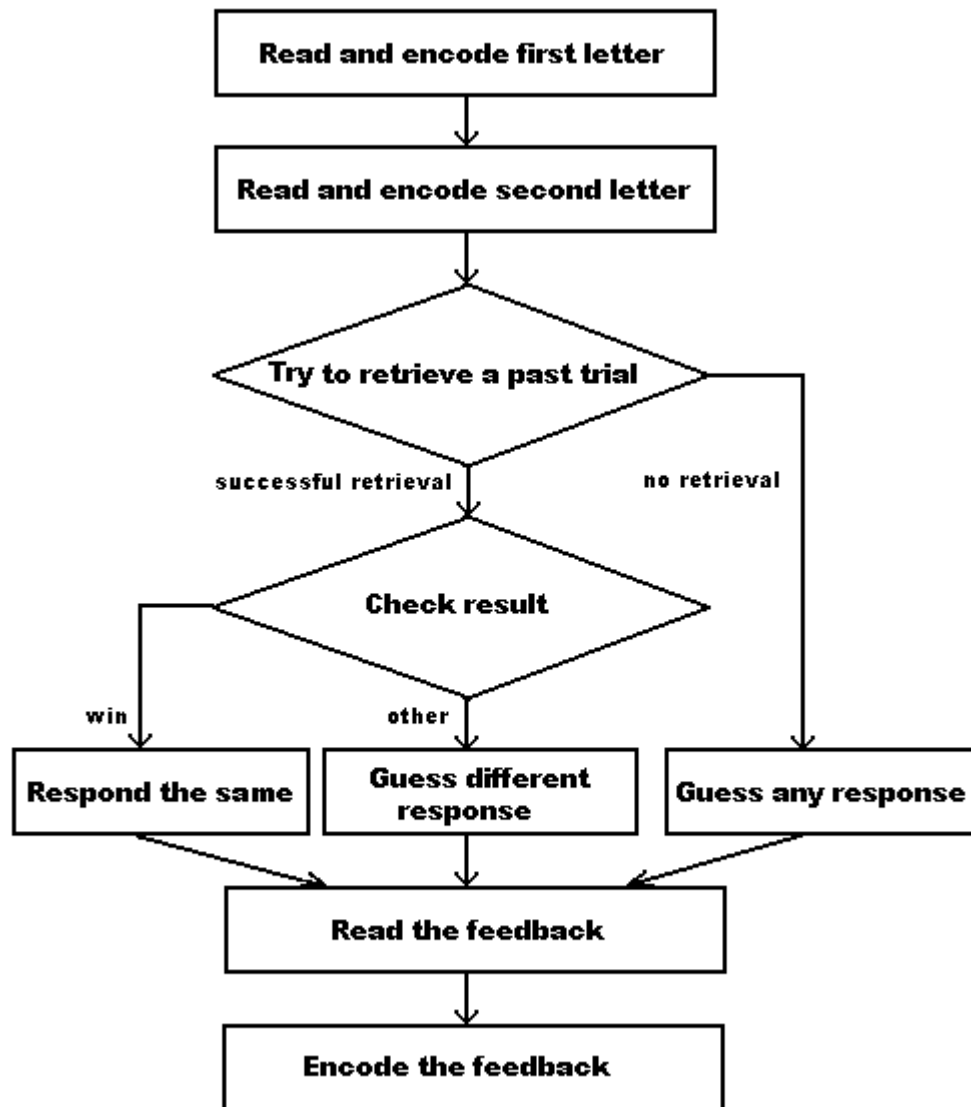 Read and encode first letter
Read and encode second letter
Try to retrieve a past trial
successful retrieval
no retrieval
Check result
win
other
Respond the same
Guess different
response
Guess any response
Read the feedback
Encode the feedback